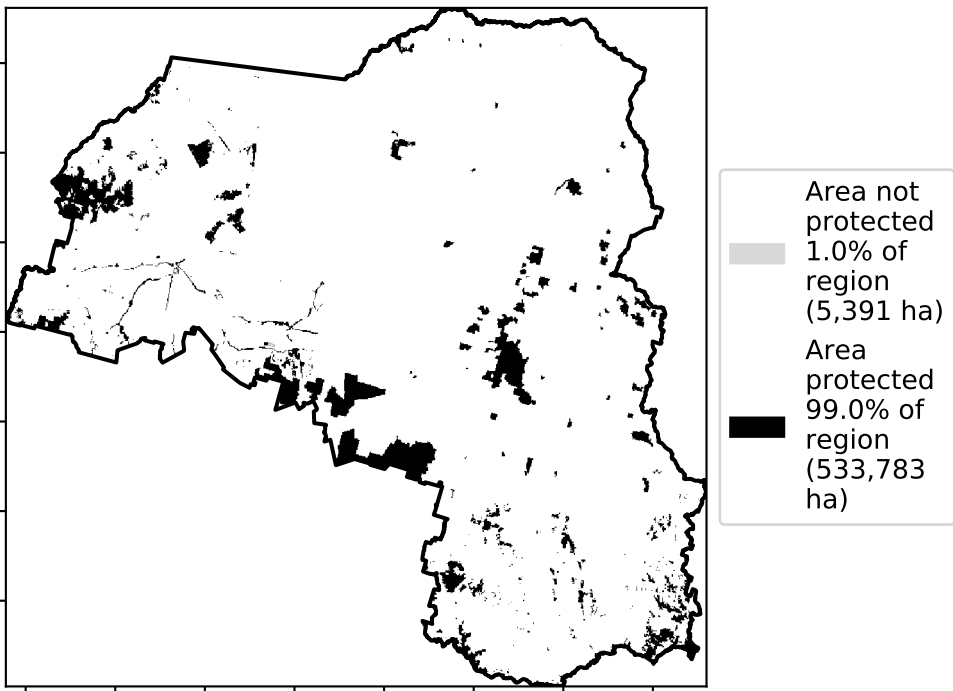 Area not
protected
1.0% of
region
(5,391 ha)
Area
protected
99.0% of
region
(533,783
ha)